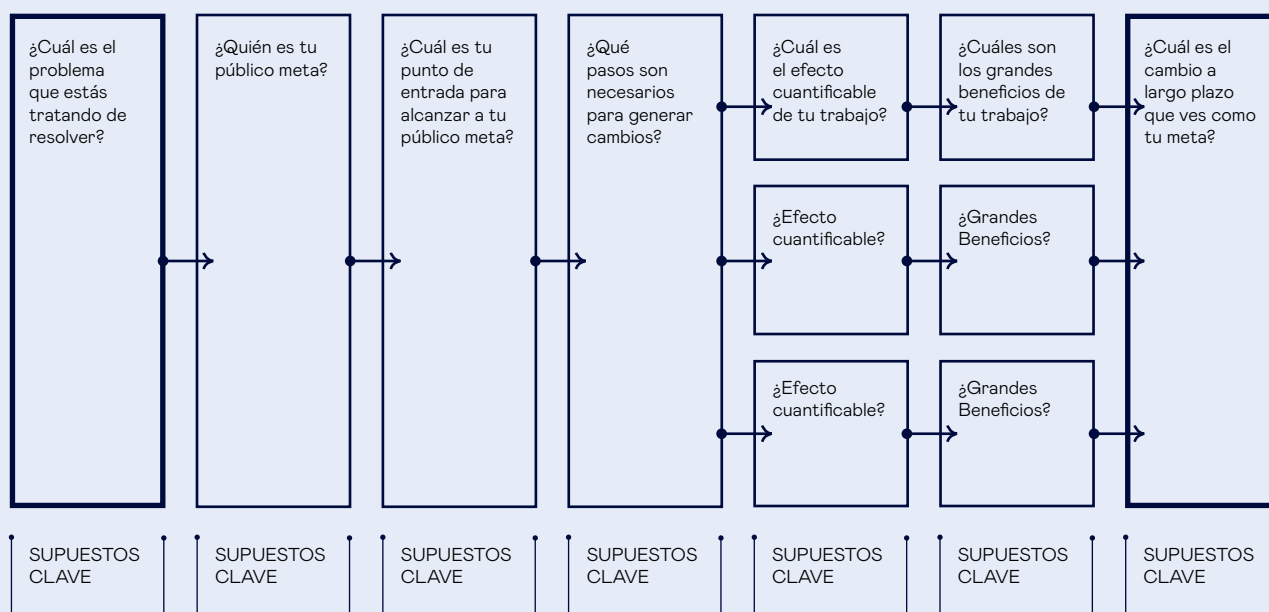 ¿Cuál es el
problema
que estás
tratando de
resolver?
¿Quién es tu
público meta?
¿Cuál es tu
punto de
entrada para
alcanzar a tu
público meta?
¿Qué
pasos son
necesarios
para generar
cambios?
¿Cuál es
el efecto
cuantificable
de tu trabajo?
¿Cuáles son
los grandes
beneficios de
tu trabajo?
¿Cuál es el
cambio a
largo plazo
que ves como
tu meta?
¿Efecto
cuantificable?
¿Grandes
Beneficios?
¿Efecto
cuantificable?
¿Grandes
Beneficios?
SUPUESTOS
CLAVE
SUPUESTOS
CLAVE
SUPUESTOS
CLAVE
SUPUESTOS
CLAVE
SUPUESTOS
CLAVE
SUPUESTOS
CLAVE
SUPUESTOS
CLAVE